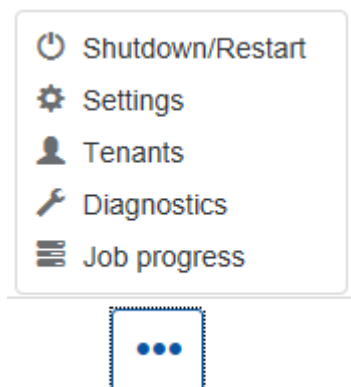 Shutdown/Restart
Settings
Tenants
Diagnostics
Job progress